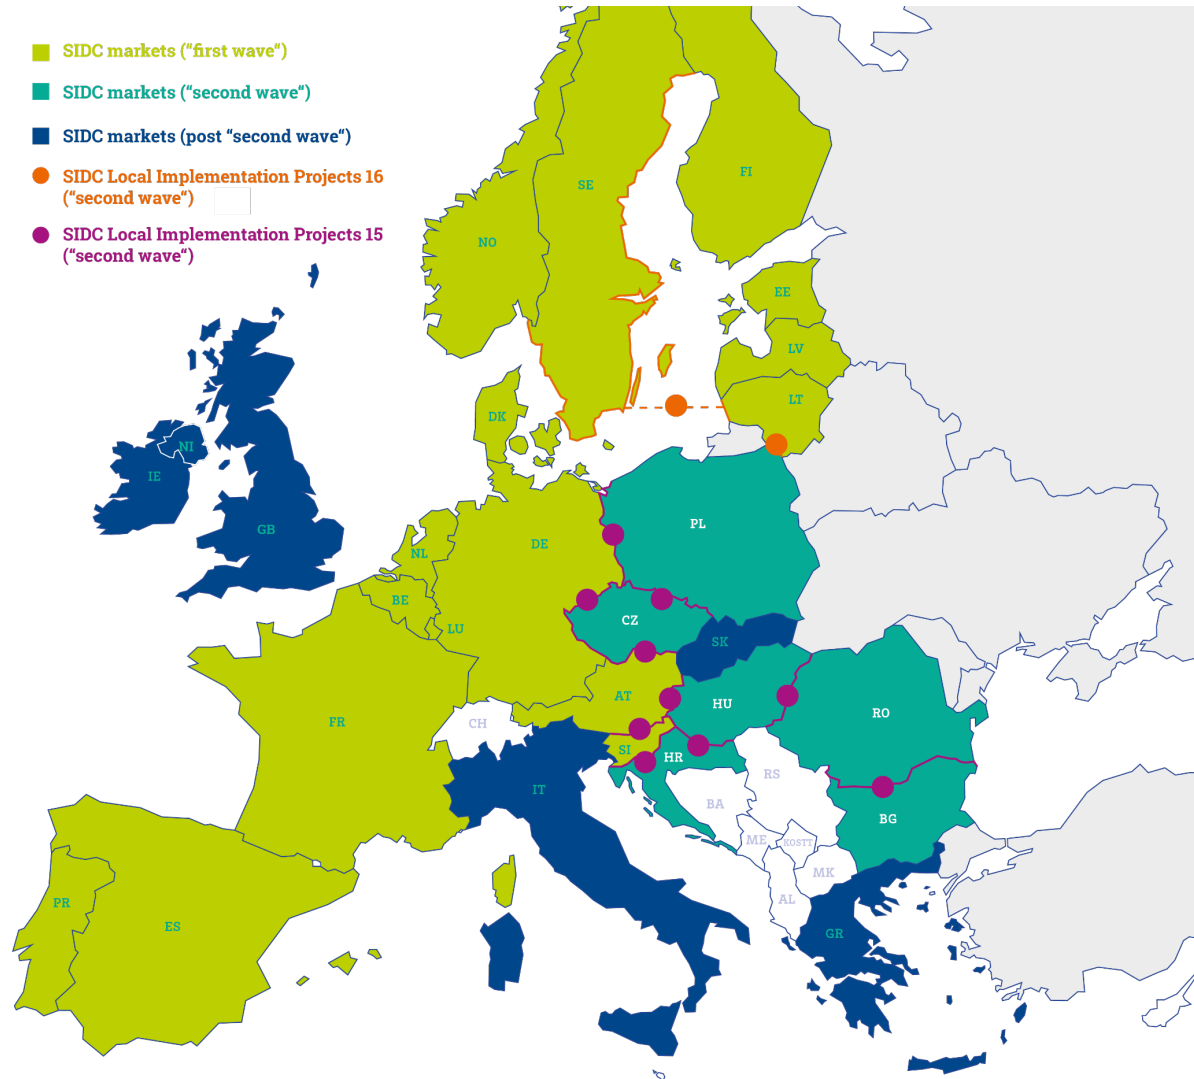 SIDC markets (“first wave“)
SIDC markets (“second wave“)
SIDC markets (post “second wave“)
SIDC Local Implementation Projects 16
(“second wave“)
SIDC Local Implementation Projects 15
(“second wave“)
FI
SE
NO
EE
LV
LT
DK
NI
IE
GB
PL
DE
NL
BE
CZ
LU
SK
AT
HU
RO
FR
CH
SI
HR
RS
IT
BA
BG
ME
KOSTT
MK
AL
PR
ES
GR